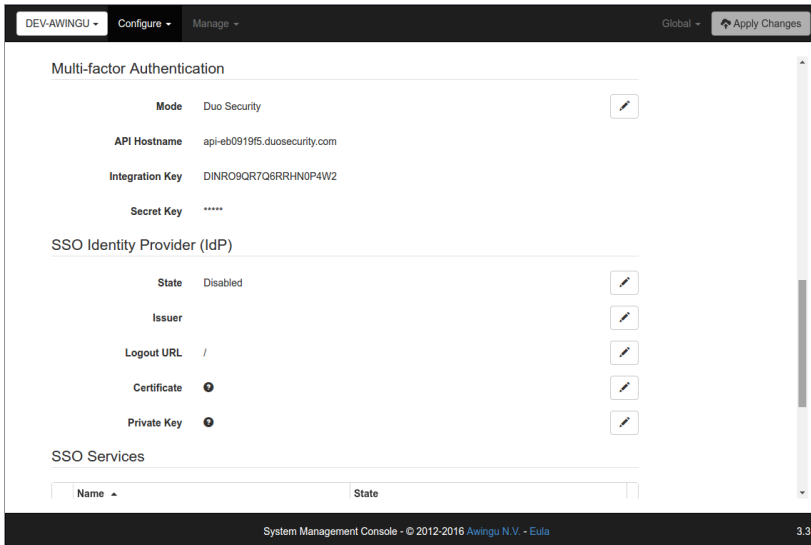 DEV-AWINGU Configure Manage Global Apply Changes
Multi-factor Authentication
Mode Duo Security
API Hostname api-eb0919f5.duosecurity.com
Integration Key DINRO9QR7Q6RRHN0P4W2
Secret Key *****
SSO Identity Provider (IdP)
State Disabled
Issuer
Logout URL /
Certificate ?
Private Key ?
SSO Services
Name State
System Management Console - © 2012-2016 Awingu N.V. - Eula 3.3